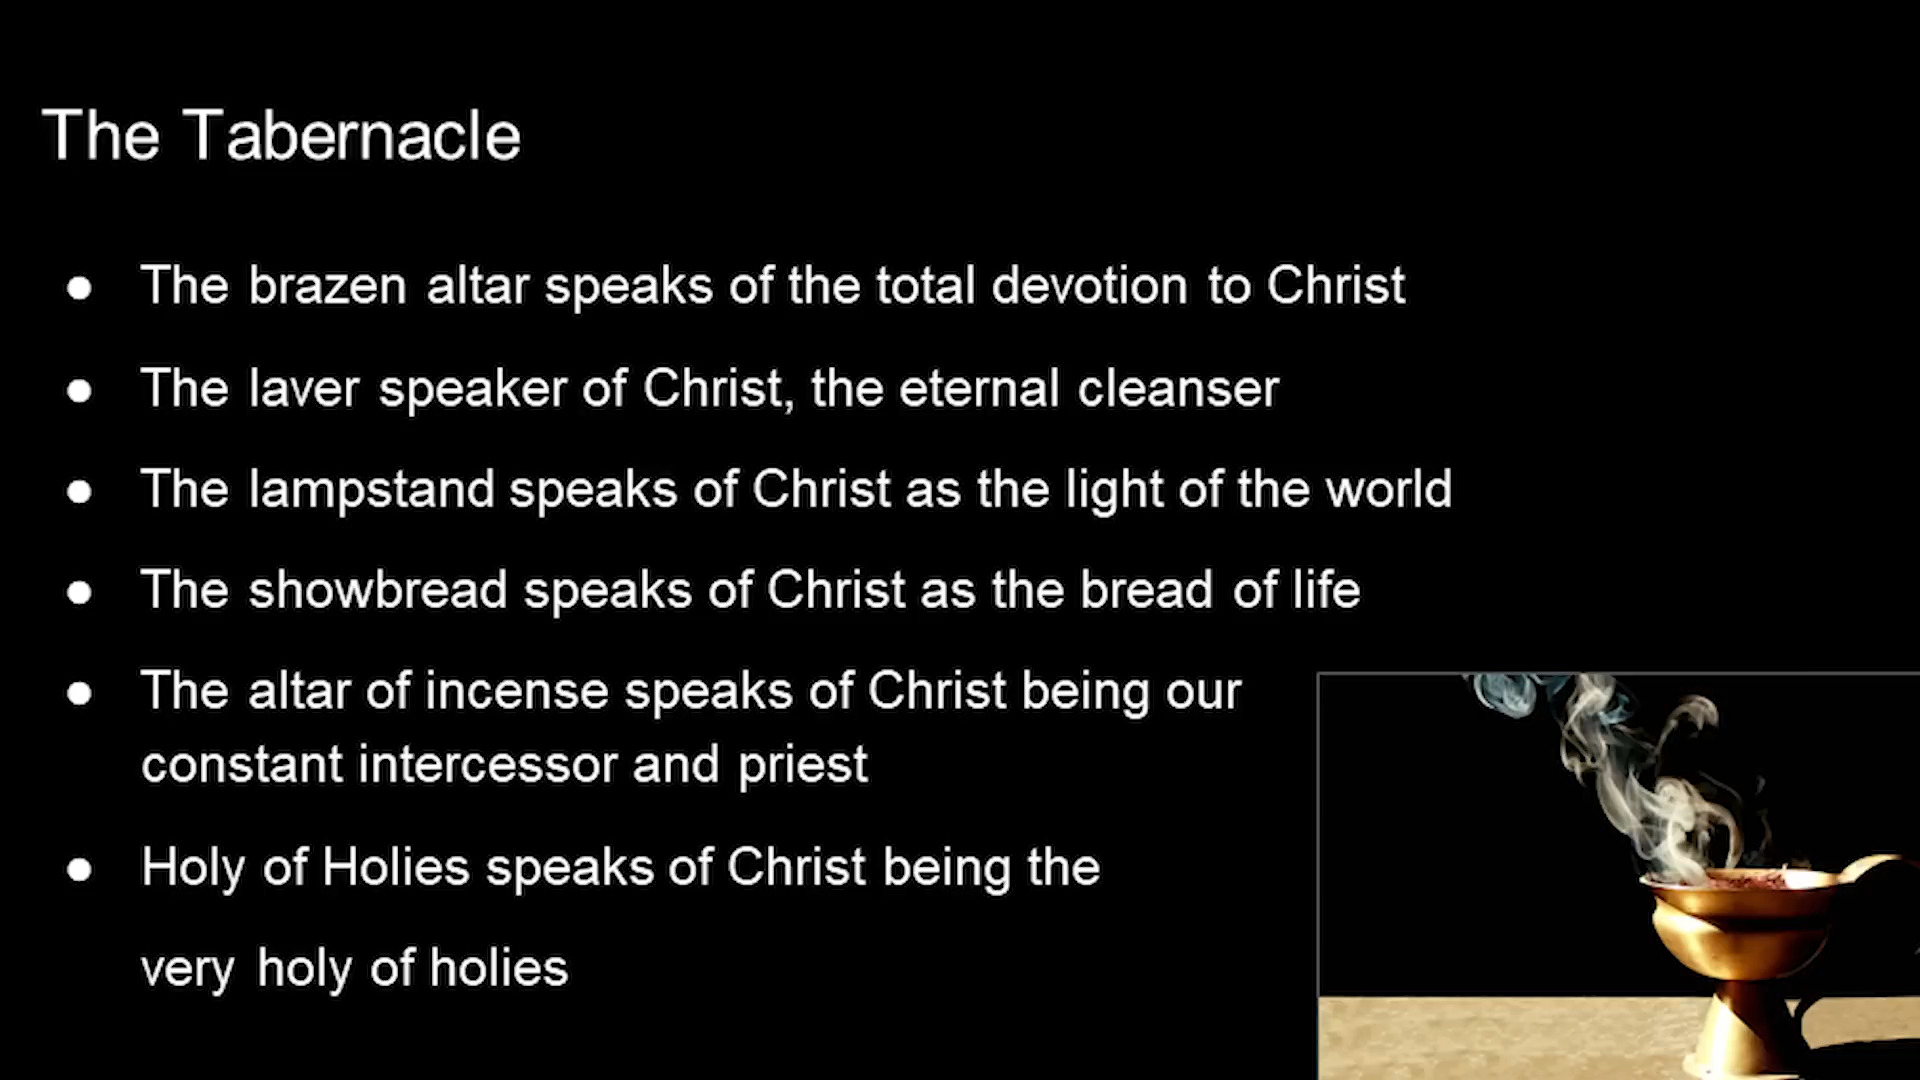 The Tabernacle
● The brazen altar speaks of the total devotion to Christ
● The laver speaker of Christ, the eternal cleanser
● The lampstand speaks of Christ as the light of the world
● The showbread speaks of Christ as the bread of life
● The altar of incense speaks of Christ being our
constant intercessor and priest
● Holy of Holies speaks of Christ being the
very holy of holies